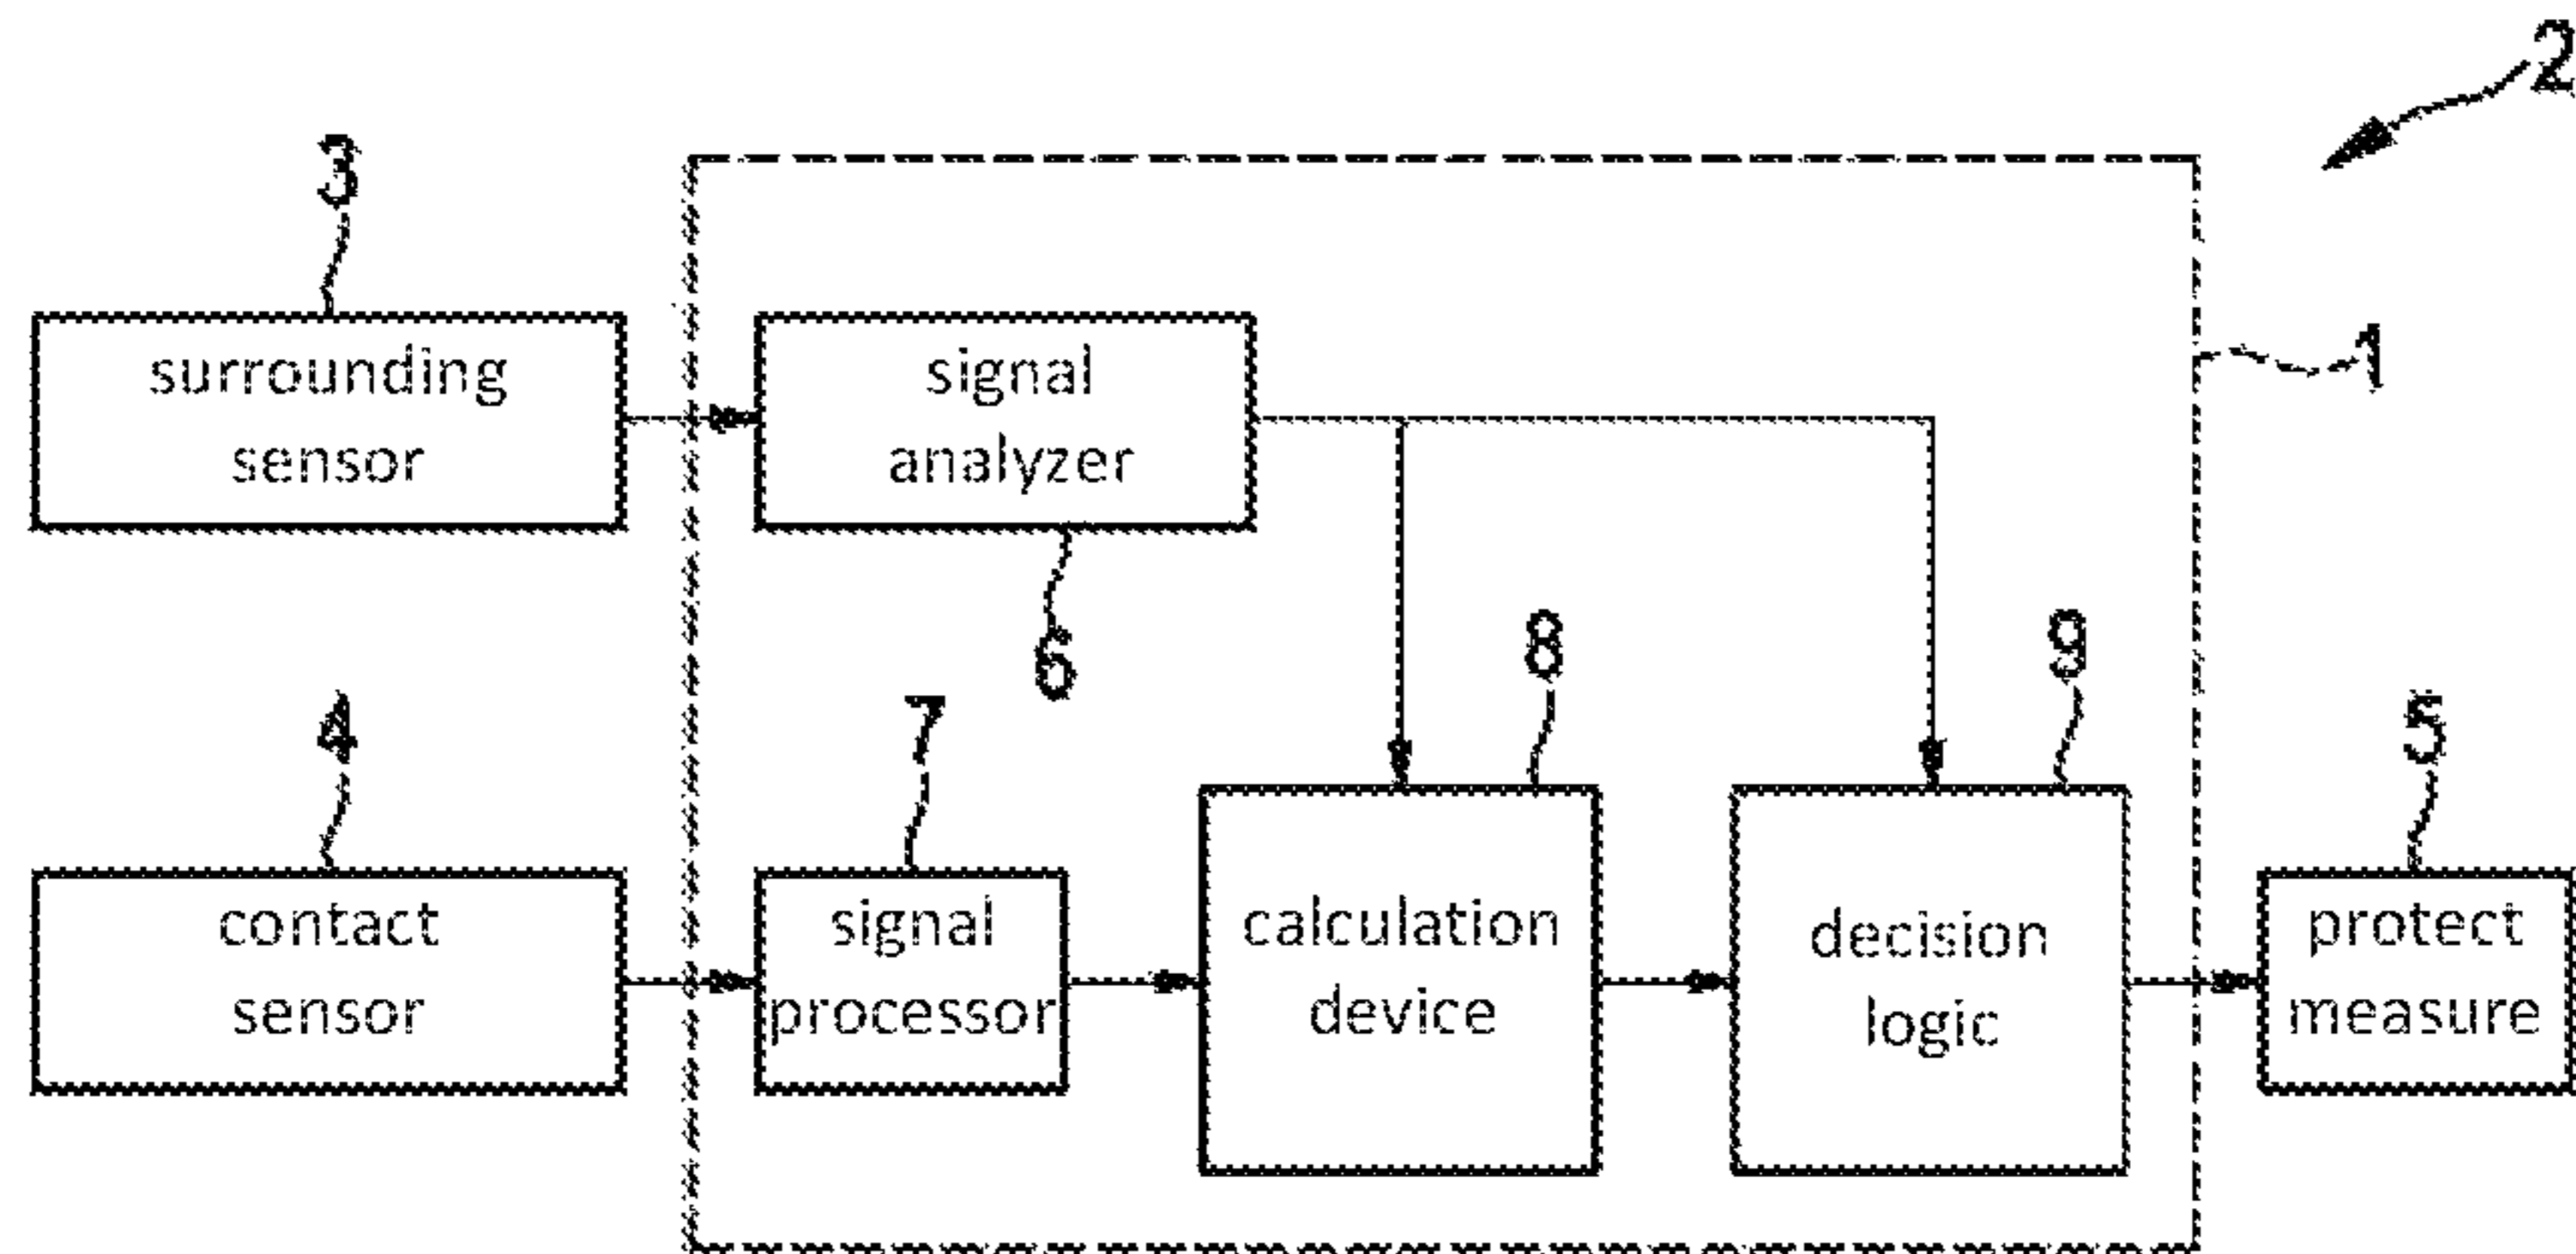 2
3
1
surrounding
sensor
signal
analyzer
6
8
9
4
7
5
contact
sensor
signal
processor
calculation
device
decision
logic
protect
measure